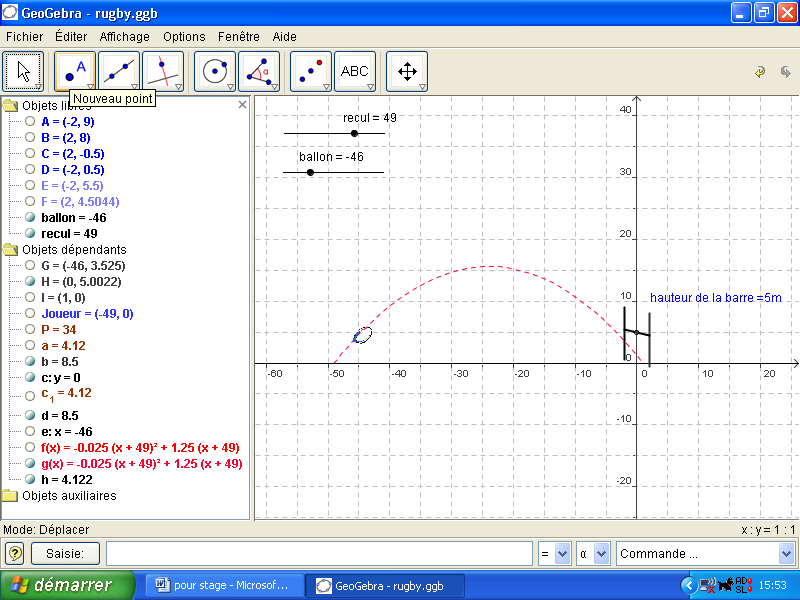 GeoGebra - rugby.ggb
Fichier Éditer Affichage Options Fenêtre Aide
A
ABC
Nouveau point
Objets libres
A = (-2, 9)
B = (2, 8)
C = (2, -0.5)
D = (-2, 0.5)
E = (-2, 5.5)
F = (2, 4.5044)
ballon = -46
recul = 49
Objets dépendants
G = (-46, 3.525)
H = (0, 5.0022)
I = (1, 0)
Joueur = (-49, 0)
P = 34
a = 4.12
b = 8.5
c: y = 0
c1 = 4.12
d = 8.5
e: x = -46
f(x) = -0.025 (x + 49)² + 1.25 (x + 49)
g(x) = -0.025 (x + 49)² + 1.25 (x + 49)
h = 4.122
Objets auxiliaires
recul = 49
ballon = -46
40
30
20
10
0
-10
-20
hauteur de la barre =5m
-60 -50 -40 -30 -20 -10 0 10 20
Mode: Déplacer
x : y = 1 : 1
Saisie:
= α Commande ...
démarrer
pour stage - Microsof...
GeoGebra - rugby.ggb
15:53